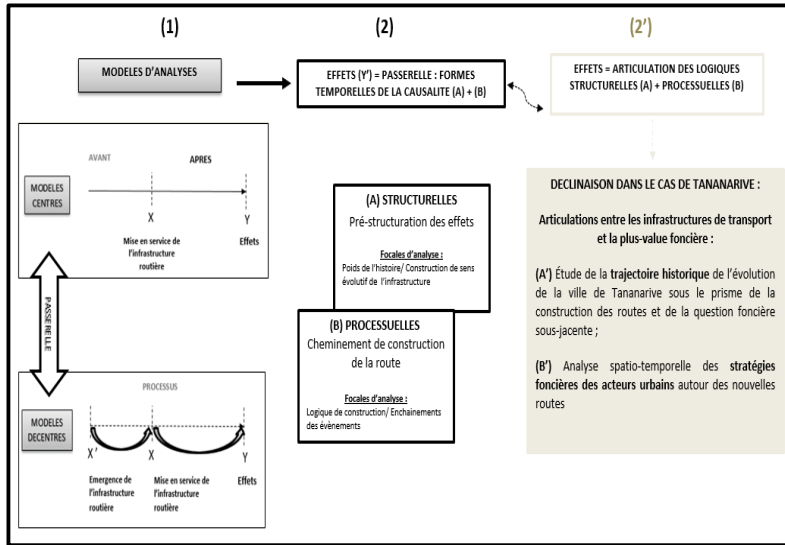 (1)
(2)
(2')
MODELES D'ANALYSES
EFFETS (Y') = PASSERELLE : FORMES
TEMPORELLES DE LA CAUSALITE (A) + (B)
EFFETS = ARTICULATION DES LOGIQUES
STRUCTURELLES (A) + PROCESSUELLES (B)
AVANT
APRES
MODELES
CENTRES
X
Y
Mise en service de
l'infrastructure
routière
Effets
PASSERELLE
PROCESSUS
MODELES
DECENTRES
X'
X
Y
Emergence de
l'infrastructure
routière
Mise en service de
l'infrastructure
routière
Effets
(A) STRUCTURELLES
Pré-structuration des effets
Focales d'analyse :
Poids de l'histoire/ Construction de sens
évolutif de l'infrastructure
(B) PROCESSUELLES
Cheminement de construction
de la route
Focales d'analyse :
Logique de construction/ Enchainements
des évènements
DECLINAISON DANS LE CAS DE TANANARIVE :
Articulations entre les infrastructures de transport
et la plus-value foncière :
(A') Étude de la trajectoire historique de l'évolution
de la ville de Tananarive sous le prisme de la
construction des routes et de la question foncière
sous-jacente ;
(B') Analyse spatio-temporelle des stratégies
foncières des acteurs urbains autour des nouvelles
routes